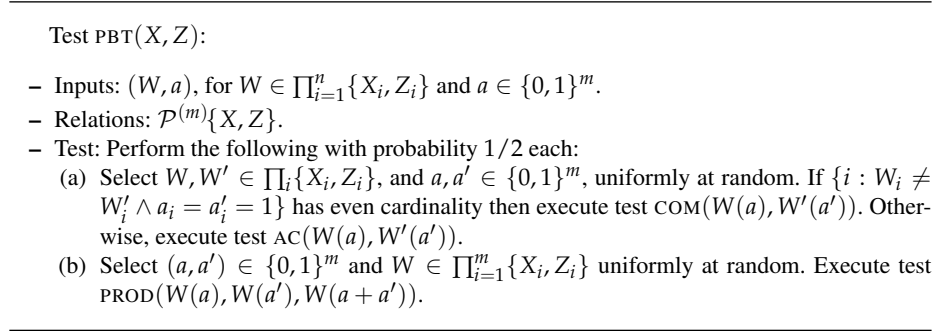 Test PBT(X, Z):
– Inputs: (W, a), for W ∈ ∏ⁿᵢ₌₁{Xᵢ, Zᵢ} and a ∈ {0, 1}ᵐ.
– Relations: 𝒫⁽ᵐ⁾{X, Z}.
– Test: Perform the following with probability 1/2 each:
(a) Select W, W′ ∈ ∏ᵢ{Xᵢ, Zᵢ}, and a, a′ ∈ {0, 1}ᵐ, uniformly at random. If {i : Wᵢ ≠
W′ᵢ ∧ aᵢ = a′ᵢ = 1} has even cardinality then execute test COM(W(a), W′(a′)). Other-
wise, execute test AC(W(a), W′(a′)).
(b) Select (a, a′) ∈ {0, 1}ᵐ and W ∈ ∏ᵐᵢ₌₁{Xᵢ, Zᵢ} uniformly at random. Execute test
PROD(W(a), W(a′), W(a + a′)).